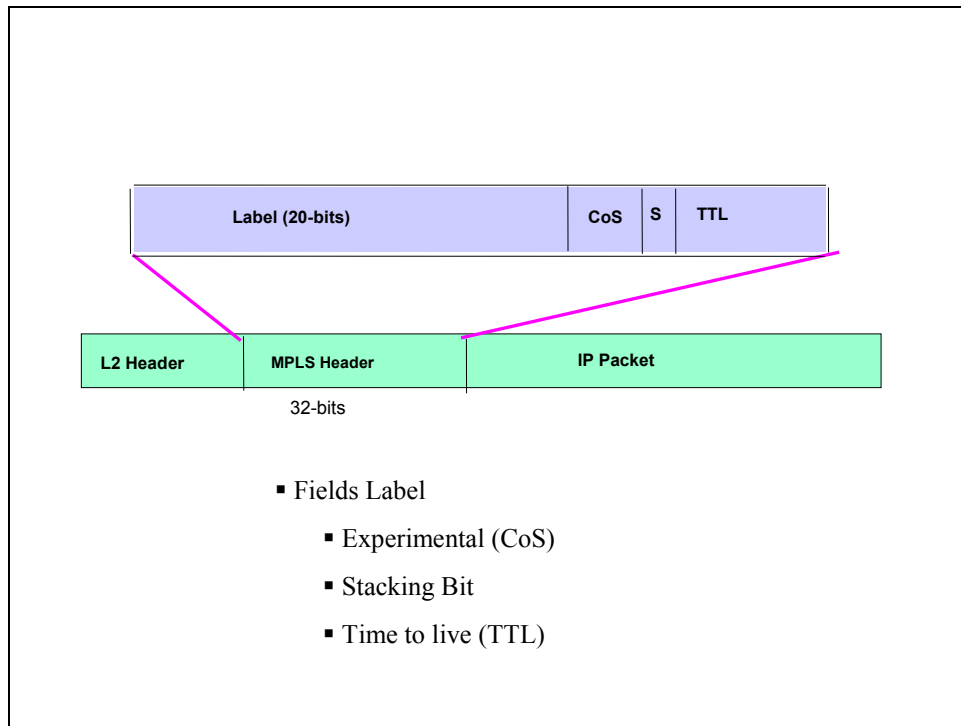 Label (20-bits) CoS S TTL
L2 Header MPLS Header IP Packet
32-bits
▪ Fields Label
▪ Experimental (CoS)
▪ Stacking Bit
▪ Time to live (TTL)